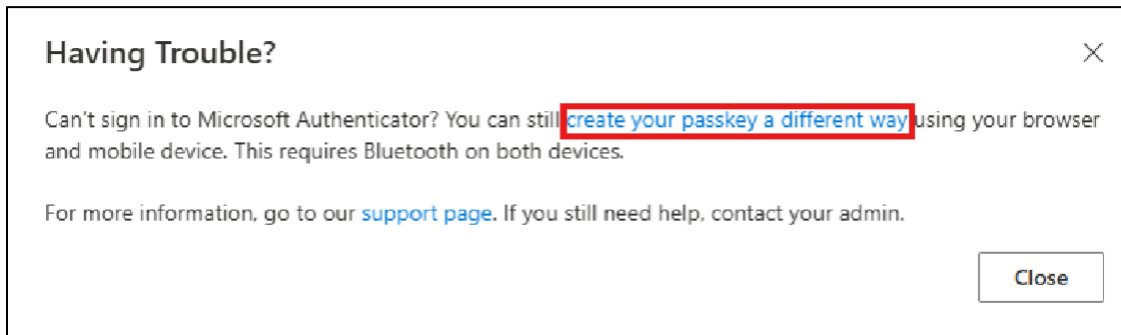 Having Trouble?
Can't sign in to Microsoft Authenticator? You can still create your passkey a different way using your browser
and mobile device. This requires Bluetooth on both devices.
For more information, go to our support page. If you still need help, contact your admin.
Close